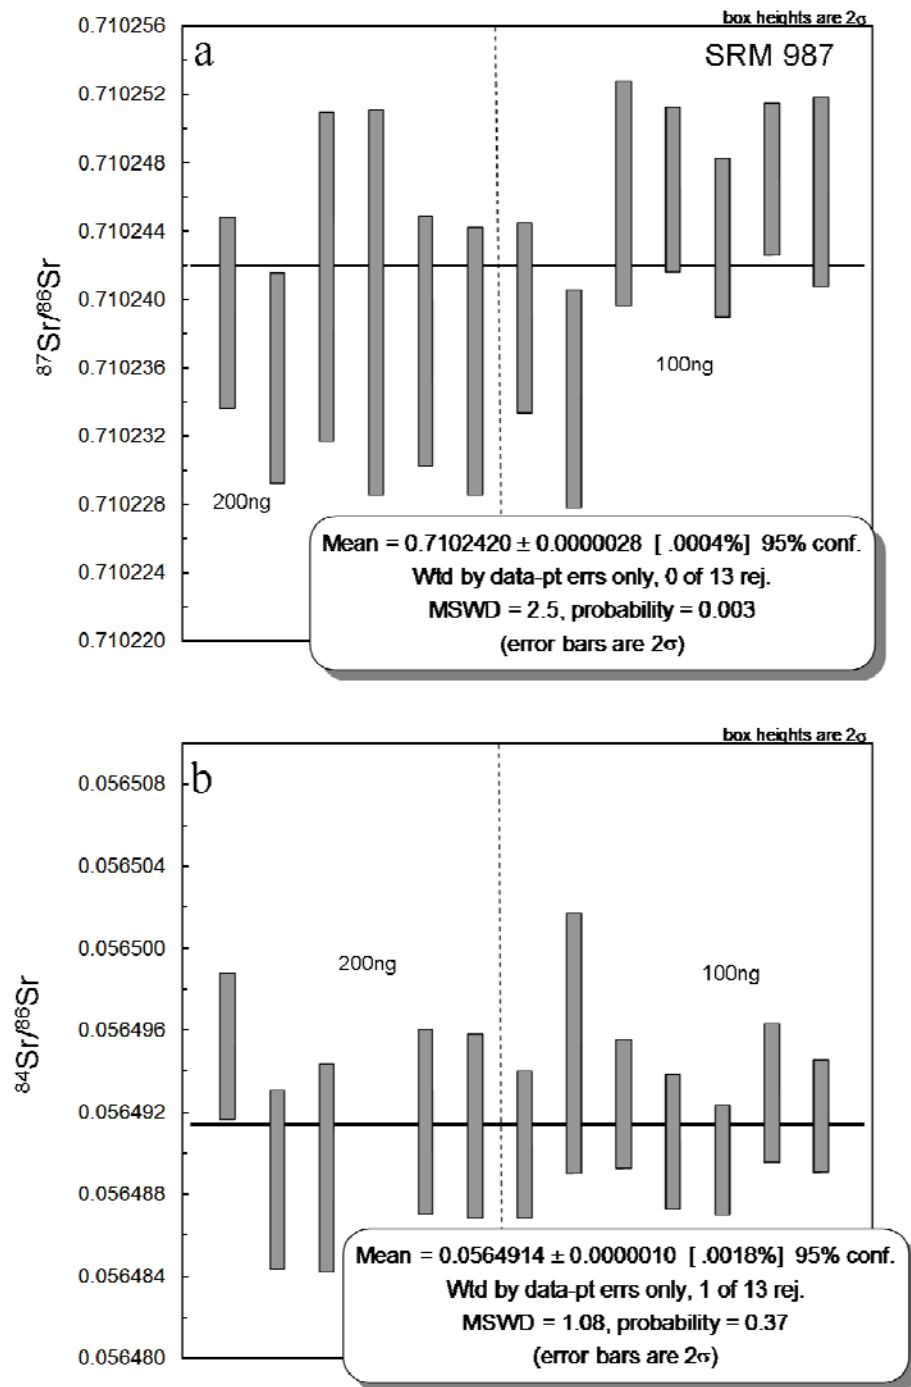 box heights are 2σ
a
SRM 987
0.710256
0.710252
0.710248
0.710244
0.710240
0.710236
0.710232
0.710228
0.710224
0.710220
⁸⁷Sr/⁸⁶Sr
100ng
200ng
Mean = 0.7102420 ± 0.0000028 [ .0004%] 95% conf.
Wtd by data-pt errs only, 0 of 13 rej.
MSWD = 2.5, probability = 0.003
(error bars are 2σ)
box heights are 2σ
b
0.056508
0.056504
0.056500
0.056496
0.056492
0.056488
0.056484
0.056480
⁸⁴Sr/⁸⁶Sr
200ng
100ng
Mean = 0.0564914 ± 0.0000010 [ .0018%] 95% conf.
Wtd by data-pt errs only, 1 of 13 rej.
MSWD = 1.08, probability = 0.37
(error bars are 2σ)